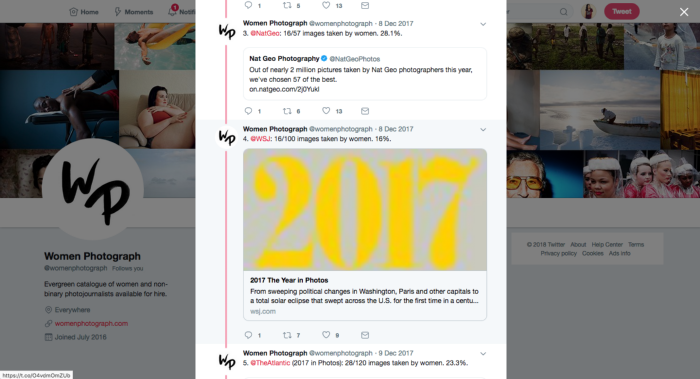 Home
Moments
1
Notifi
Tweet
1
5
13
Women Photograph @womenphotograph · 8 Dec 2017
3. @NatGeo: 16/57 images taken by women. 28.1%.
Nat Geo Photography @NatGeoPhotos
Out of nearly 2 million pictures taken by Nat Geo photographers this year,
we've chosen 57 of the best.
on.natgeo.com/2j0Yukl
1
6
13
Women Photograph @womenphotograph · 8 Dec 2017
4. @WSJ: 16/100 images taken by women. 16%.
2017
2017 The Year in Photos
From sweeping political changes in Washington, Paris and other capitals to
a total solar eclipse that swept across the U.S. for the first time in a centu...
wsj.com
1
7
9
Women Photograph @womenphotograph · 9 Dec 2017
5. @TheAtlantic (2017 in Photos): 28/120 images taken by women. 23.3%.
WP
Women Photograph
@womenphotograph Follows you
Evergreen catalogue of women and non-
binary photojournalists available for hire.
Everywhere
womenphotograph.com
Joined July 2016
© 2018 Twitter About Help Center Terms
Privacy policy Cookies Ads info